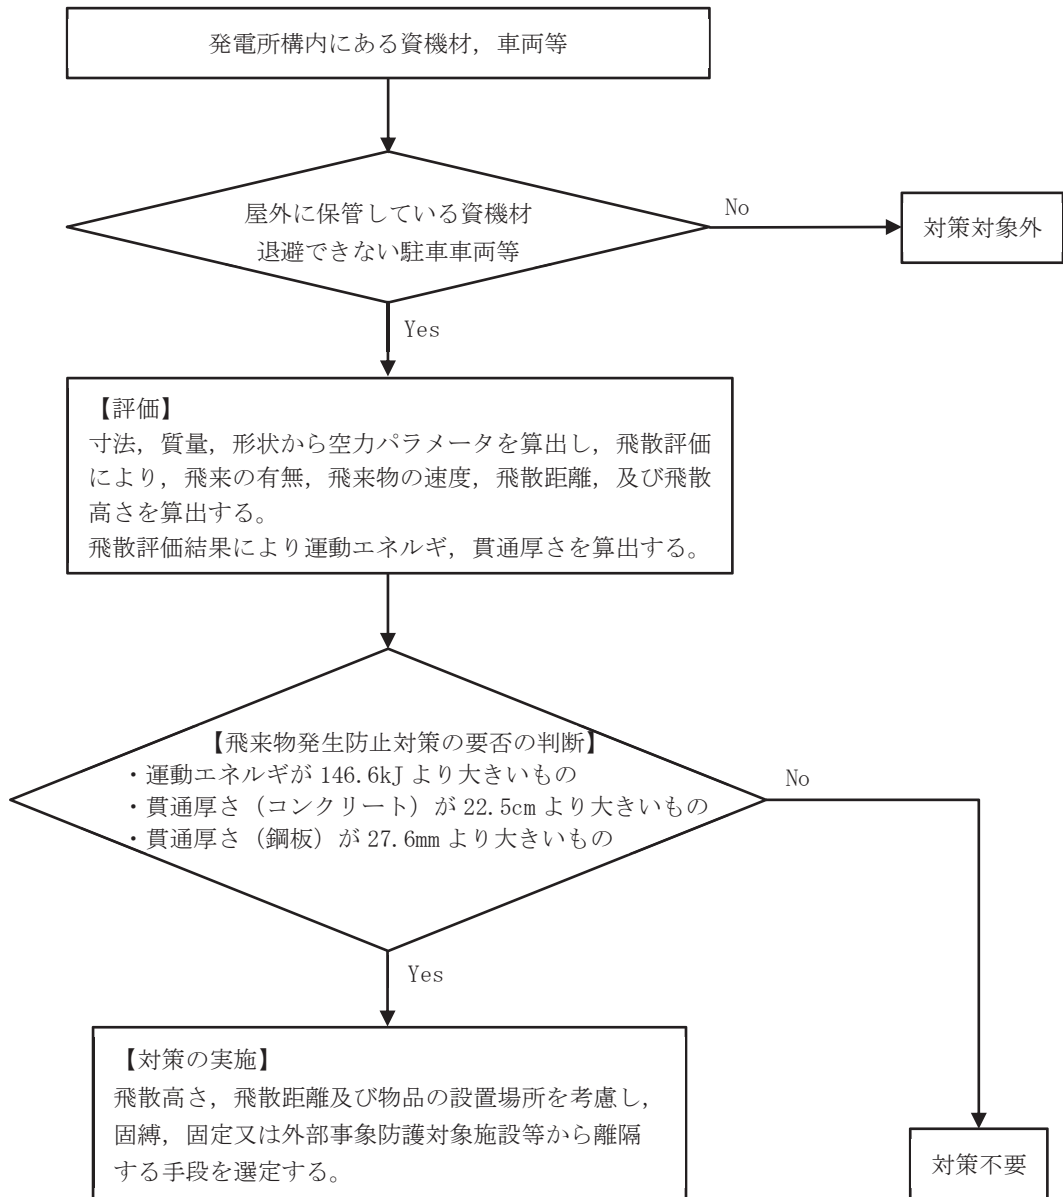 発電所構内にある資機材，車両等
屋外に保管している資機材
退避できない駐車車両等
No
対策対象外
Yes
【評価】
寸法，質量，形状から空力パラメータを算出し，飛散評価
により，飛来の有無，飛来物の速度，飛散距離，及び飛散
高さを算出する。
飛散評価結果により運動エネルギ，貫通厚さを算出する。
【飛来物発生防止対策の要否の判断】
・運動エネルギが 146.6kJ より大きいもの
・貫通厚さ（コンクリート）が 22.5cm より大きいもの
・貫通厚さ（鋼板）が 27.6mm より大きいもの
No
Yes
【対策の実施】
飛散高さ，飛散距離及び物品の設置場所を考慮し，
固縛，固定又は外部事象防護対象施設等から離隔
する手段を選定する。
対策不要